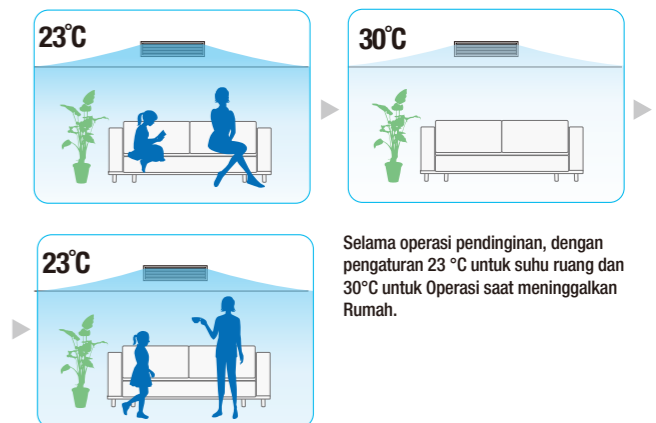 23°C
30°C
23°C
Selama operasi pendinginan, dengan
pengaturan 23 °C untuk suhu ruang dan
30°C untuk Operasi saat meninggalkan
Rumah.